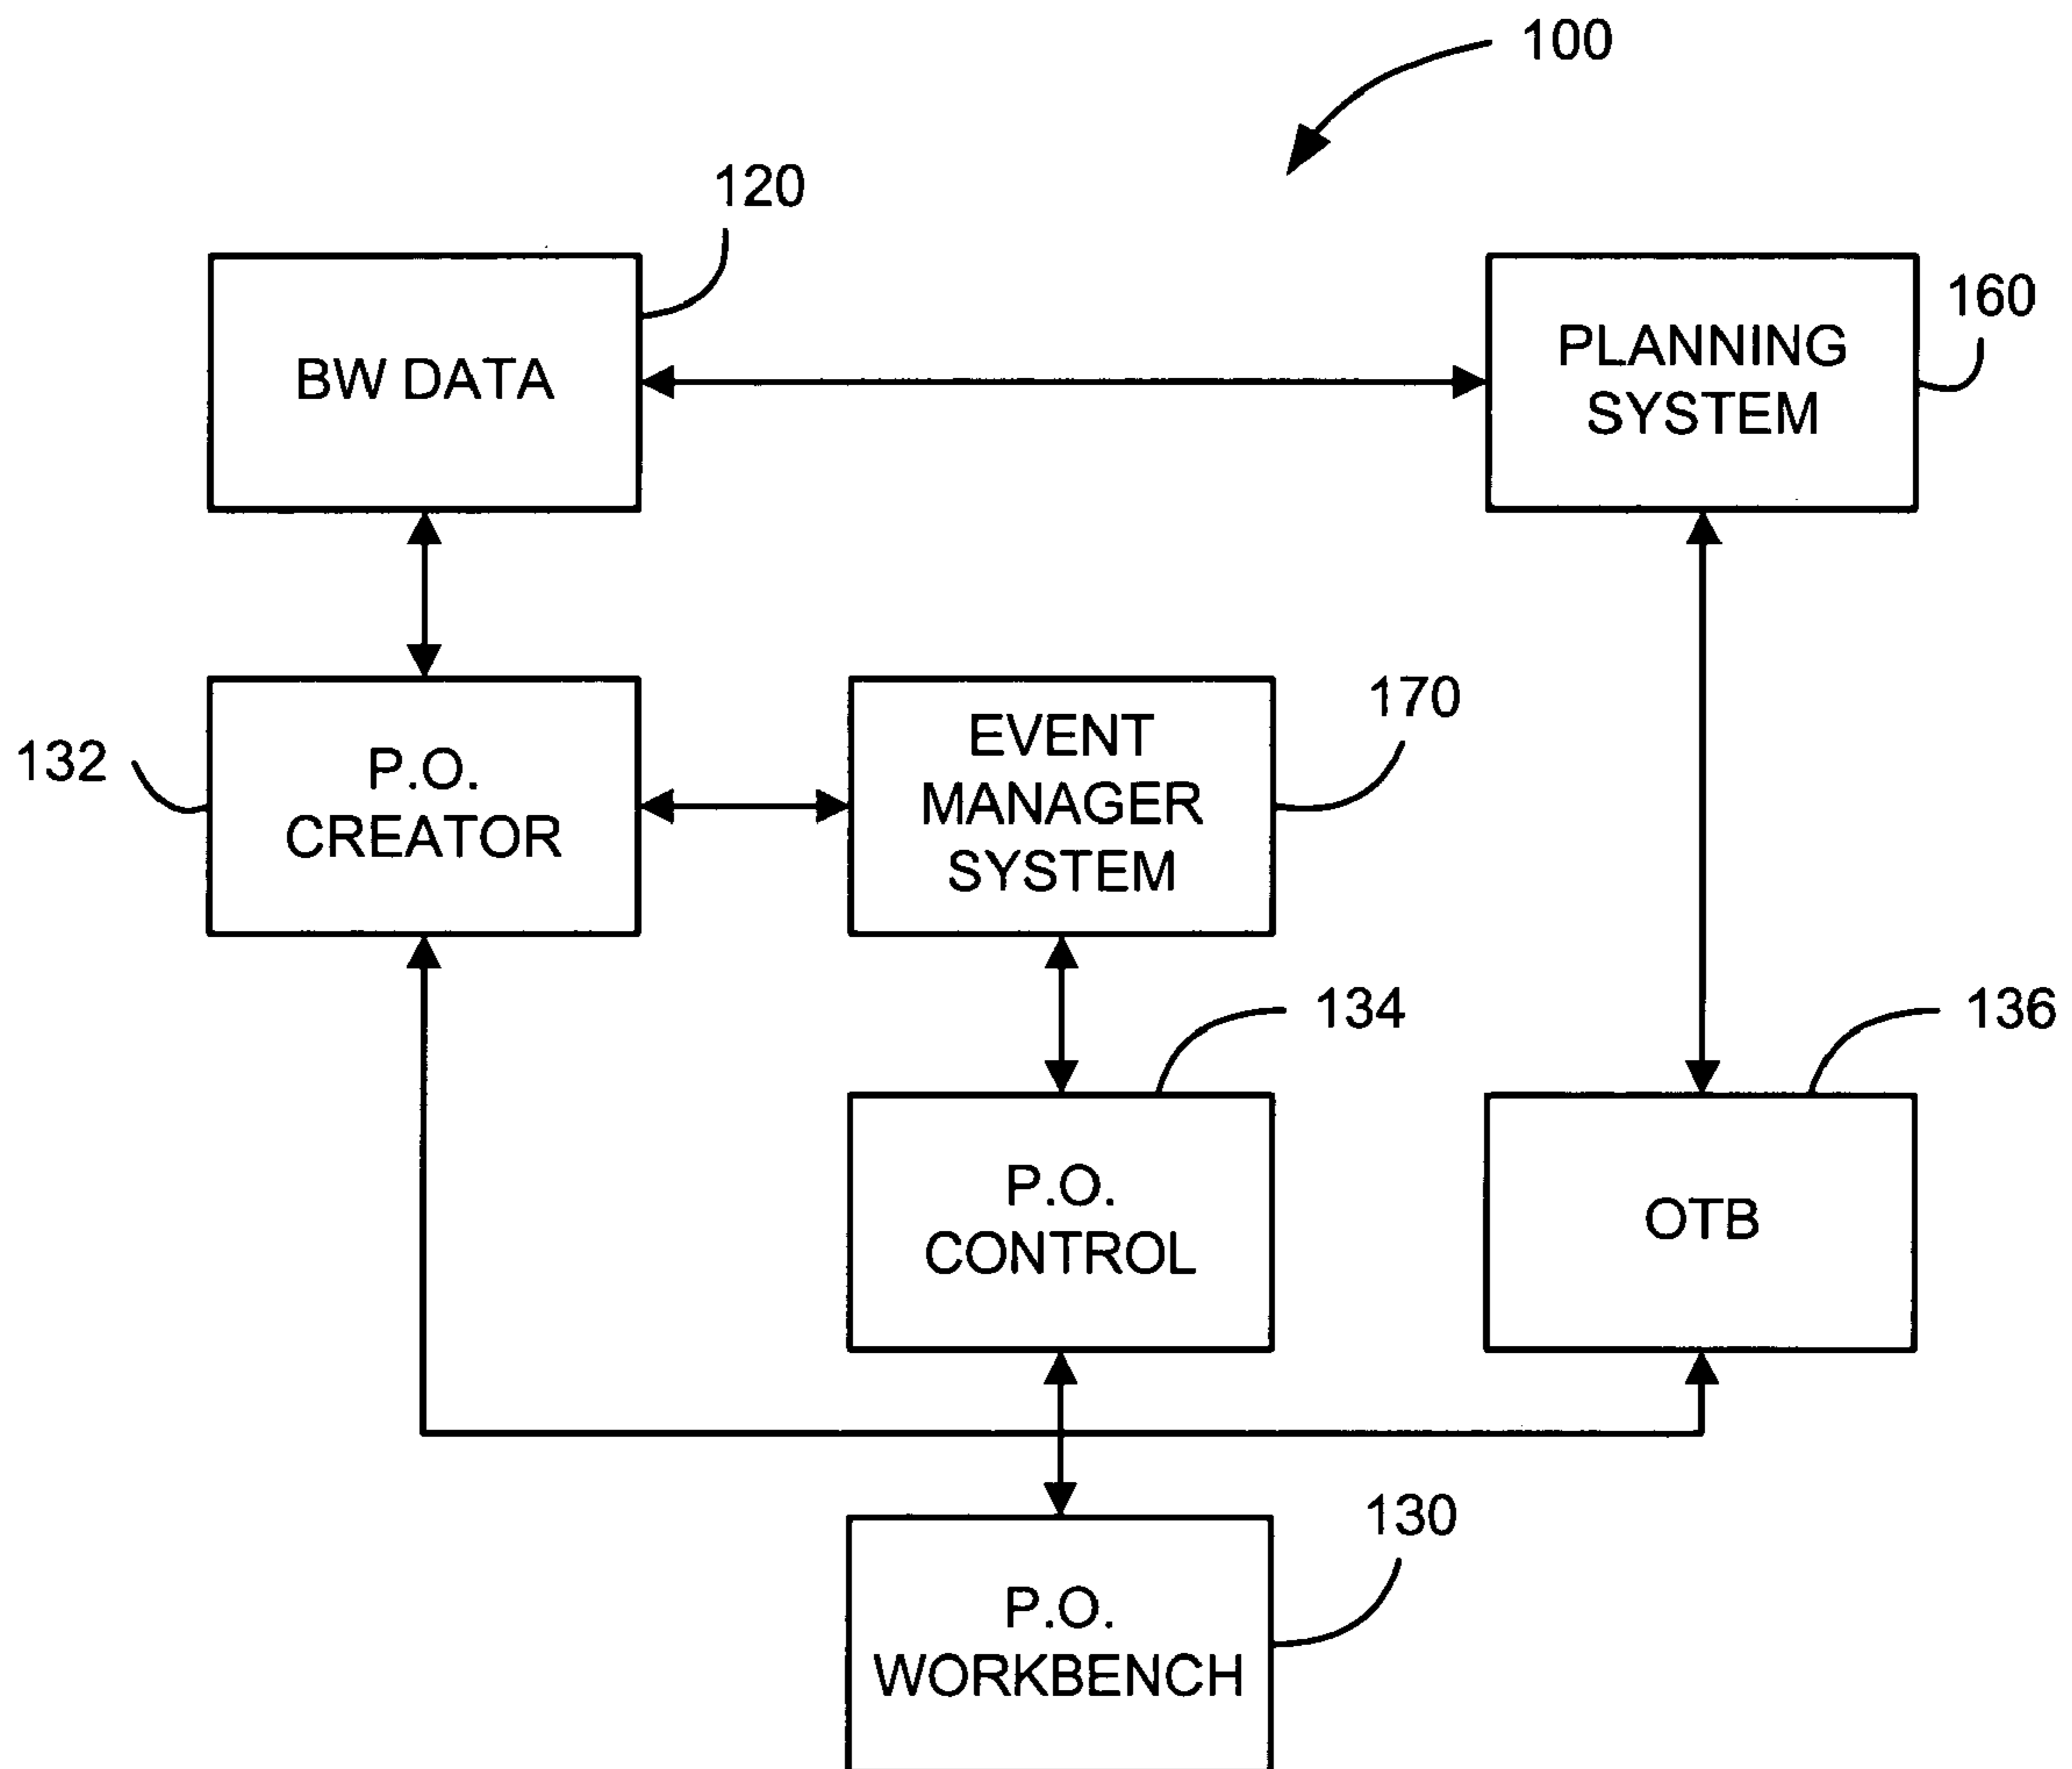 100
120
BW DATA
PLANNING
SYSTEM
160
132
P.O.
CREATOR
EVENT
MANAGER
SYSTEM
170
134
136
P.O.
CONTROL
OTB
130
P.O.
WORKBENCH